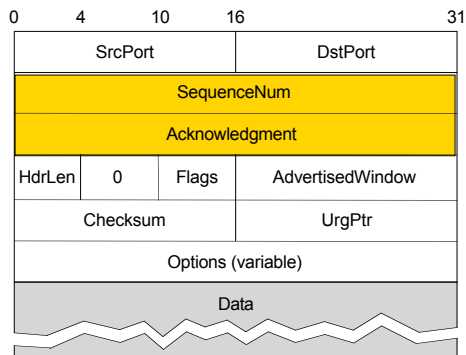 0 4 10 16 31
SrcPort DstPort
SequenceNum
Acknowledgment
HdrLen 0 Flags AdvertisedWindow
Checksum UrgPtr
Options (variable)
Data